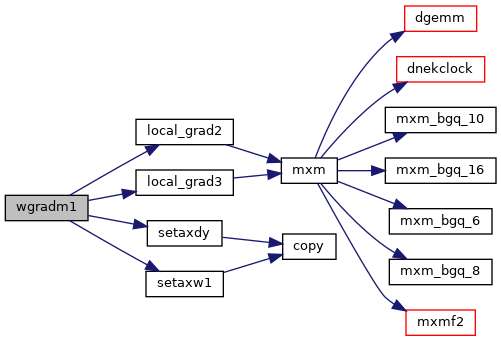 wgradm1
local_grad2
local_grad3
setaxdy
setaxw1
mxm
copy
dgemm
dnekclock
mxm_bgq_10
mxm_bgq_16
mxm_bgq_6
mxm_bgq_8
mxmf2